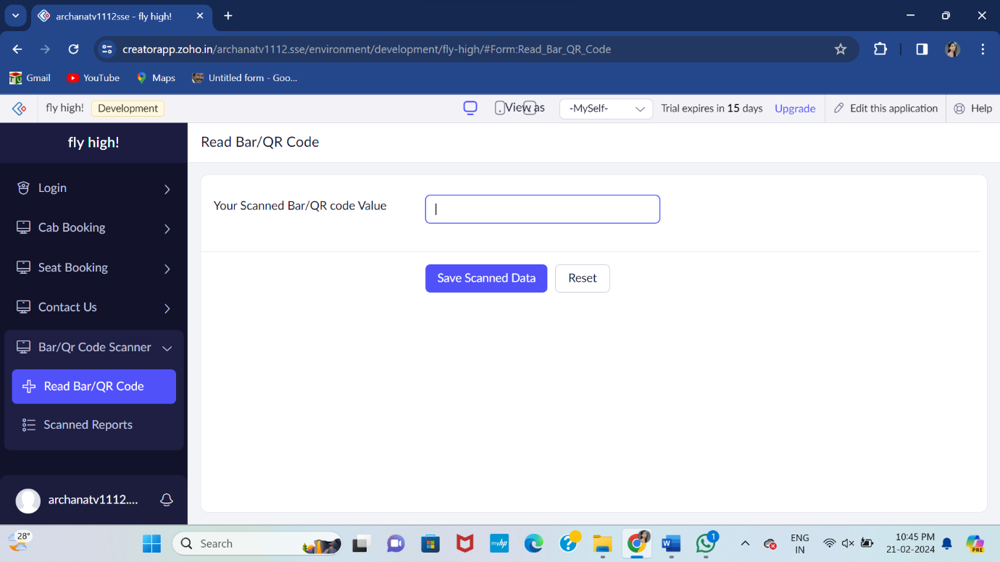 archanatv1112sse - fly high!
creatorapp.zoho.in/archanatv1112.sse/environment/development/fly-high/#Form:Read_Bar_QR_Code
Gmail YouTube Maps Untitled form - Goo...
fly high! Development View as -MySelf- Trial expires in 15 days Upgrade Edit this application Help
fly high!
Read Bar/QR Code
Login
Cab Booking
Seat Booking
Contact Us
Bar/Qr Code Scanner
Read Bar/QR Code
Scanned Reports
archanatv1112....
Your Scanned Bar/QR code Value
Save Scanned Data Reset
28°
Search
myhp
1
PRE
ENG
IN
10:45 PM
21-02-2024